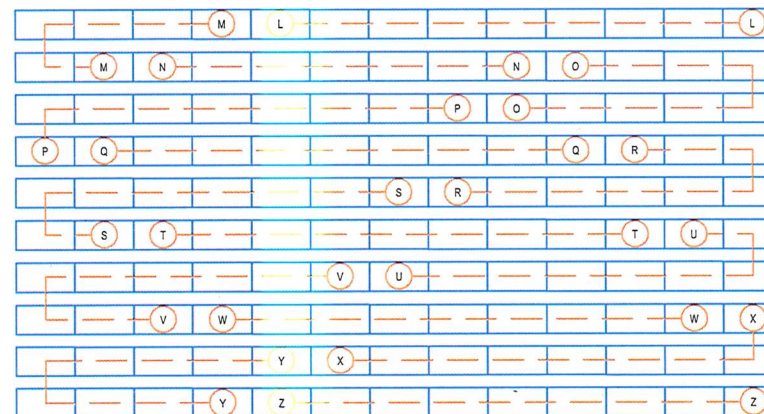 M L L
M N N O
P O
P Q Q R
S R
S T T U
V U
V W W X
Y X
Y Z Z